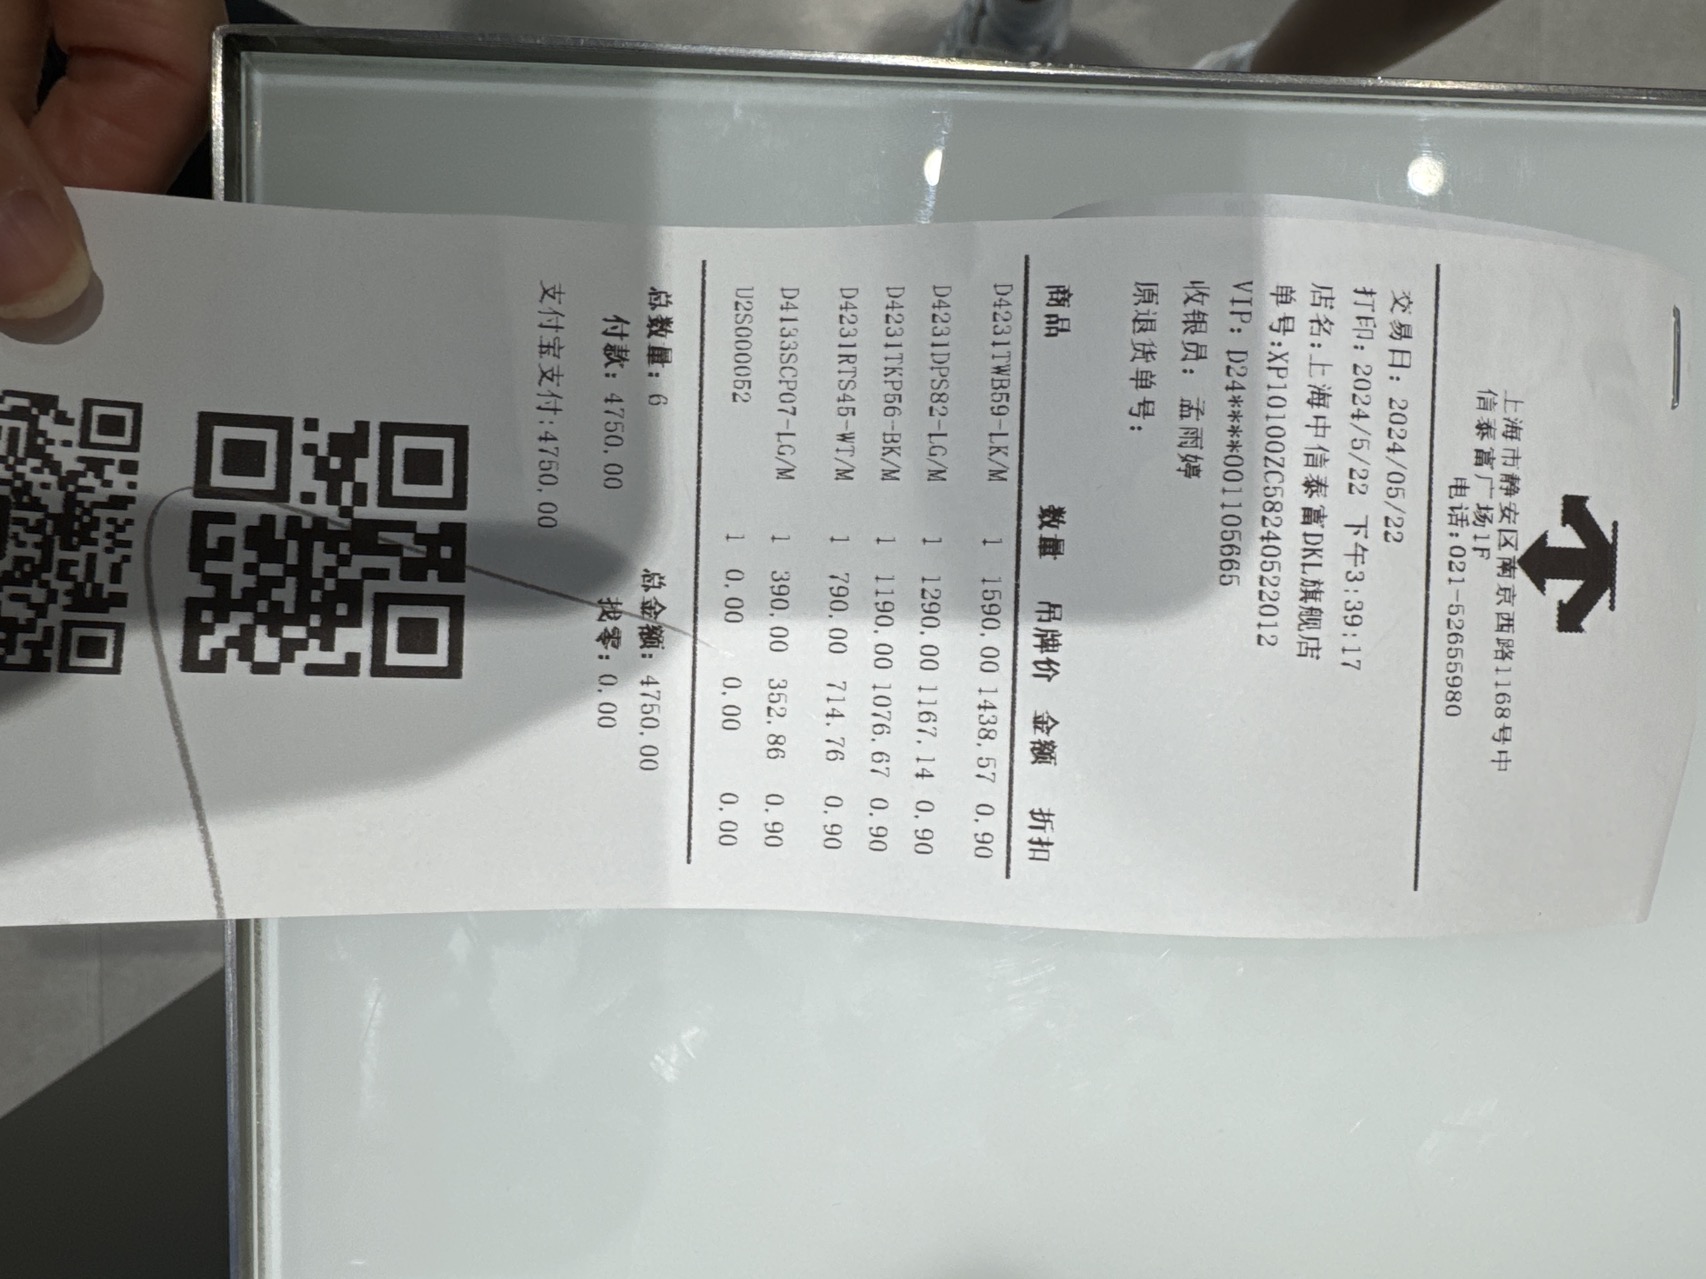 上海市静安区南京西路1168号中
信泰富广场1F
电话:021-52655980
交易日: 2024/05/22
打印:2024/5/22 下午3:39:17
店名:上海中信泰富DKL旗舰店
单号:XP10100ZC58240522012
VIP: D24****001105665
收银员: 孟雨婷
原退货单号:
商品 数量 吊牌价 金额 折扣
D4231TWB59-LK/M 1 1590.00 1438.57 0.90
D4231DPS82-LG/M 1 1290.00 1167.14 0.90
D4231TKP56-BK/M 1 1190.00 1076.67 0.90
D4231RTS45-WT/M 1 790.00 714.76 0.90
D4133SCP07-LG/M 1 390.00 352.86 0.90
U2S0000052 1 0.00 0.00 0.00
总数量: 6 总金额: 4750.00
付款: 4750.00 找零: 0.00
支付宝支付:4750.00